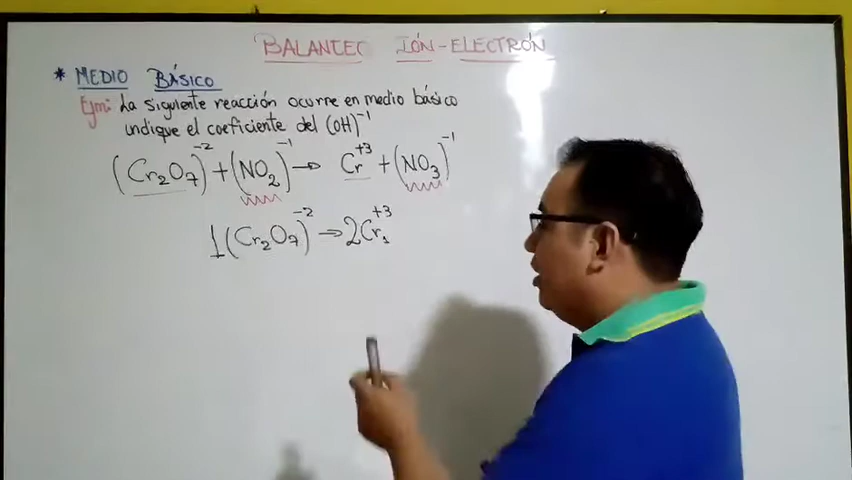 BALANCEO IÓN-ELECTRÓN
* MEDIO BÁSICO
Ejm: La siguiente reacción ocurre en medio básico
indique el coeficiente del (OH)⁻¹
(Cr₂O₇)⁻² + (NO₂)⁻¹ → Cr⁺³ + (NO₃)⁻¹
1(Cr₂O₇)⁻² → 2Cr₁⁺³